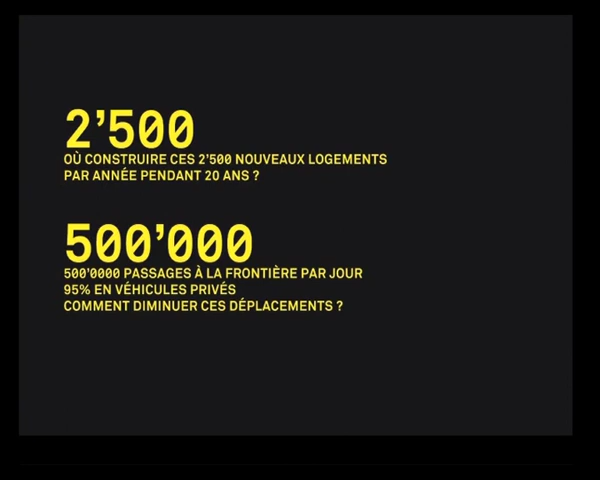 2’500
OÙ CONSTRUIRE CES 2’500 NOUVEAUX LOGEMENTS
PAR ANNÉE PENDANT 20 ANS ?
500’000
500’0000 PASSAGES À LA FRONTIÈRE PAR JOUR
95% EN VÉHICULES PRIVÉS
COMMENT DIMINUER CES DÉPLACEMENTS ?